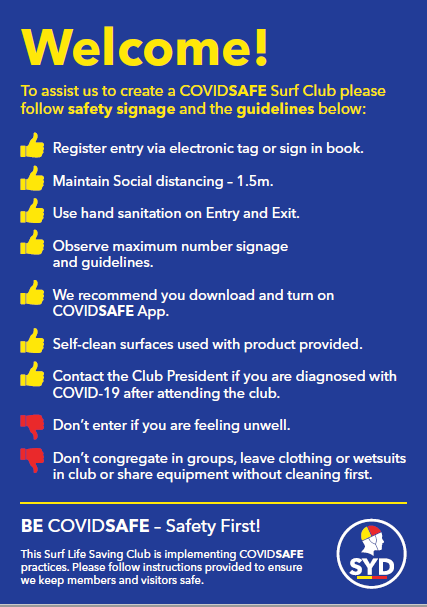 Welcome!
To assist us to create a COVIDSAFE Surf Club please
follow safety signage and the guidelines below:
Register entry via electronic tag or sign in book.
Maintain Social distancing – 1.5m.
Use hand sanitation on Entry and Exit.
Observe maximum number signage
and guidelines.
We recommend you download and turn on
COVIDSAFE App.
Self-clean surfaces used with product provided.
Contact the Club President if you are diagnosed with
COVID-19 after attending the club.
Don’t enter if you are feeling unwell.
Don’t congregate in groups, leave clothing or wetsuits
in club or share equipment without cleaning first.
BE COVIDSAFE – Safety First!
This Surf Life Saving Club is implementing COVIDSAFE
practices. Please follow instructions provided to ensure
we keep members and visitors safe.
SYD